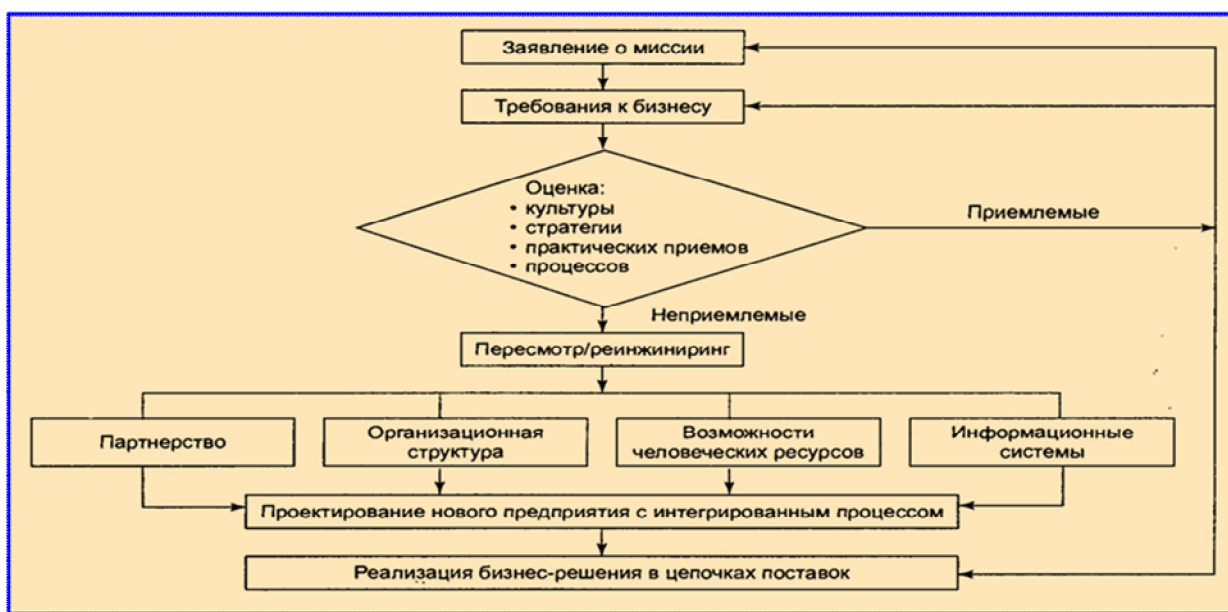 Заявление о миссии
Требования к бизнесу
Оценка:
• культуры
• стратегии
• практических приемов
• процессов
Приемлемые
Неприемлемые
Пересмотр/реинжиниринг
Партнерство
Организационная
структура
Возможности
человеческих ресурсов
Информационные
системы
Проектирование нового предприятия с интегрированным процессом
Реализация бизнес-решения в цепочках поставок